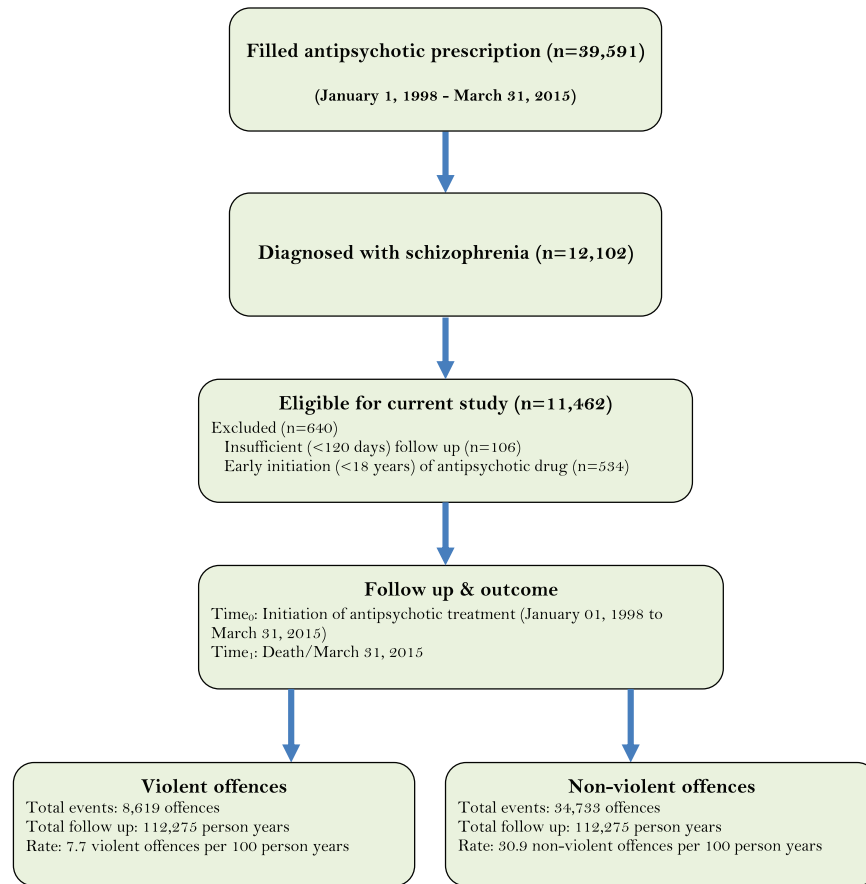 Filled antipsychotic prescription (n=39,591)
(January 1, 1998 - March 31, 2015)
Diagnosed with schizophrenia (n=12,102)
Eligible for current study (n=11,462)
Excluded (n=640)
Insufficient (<120 days) follow up (n=106)
Early initiation (<18 years) of antipsychotic drug (n=534)
Follow up & outcome
Time₀: Initiation of antipsychotic treatment (January 01, 1998 to
March 31, 2015)
Time₁: Death/March 31, 2015
Violent offences
Total events: 8,619 offences
Total follow up: 112,275 person years
Rate: 7.7 violent offences per 100 person years
Non-violent offences
Total events: 34,733 offences
Total follow up: 112,275 person years
Rate: 30.9 non-violent offences per 100 person years